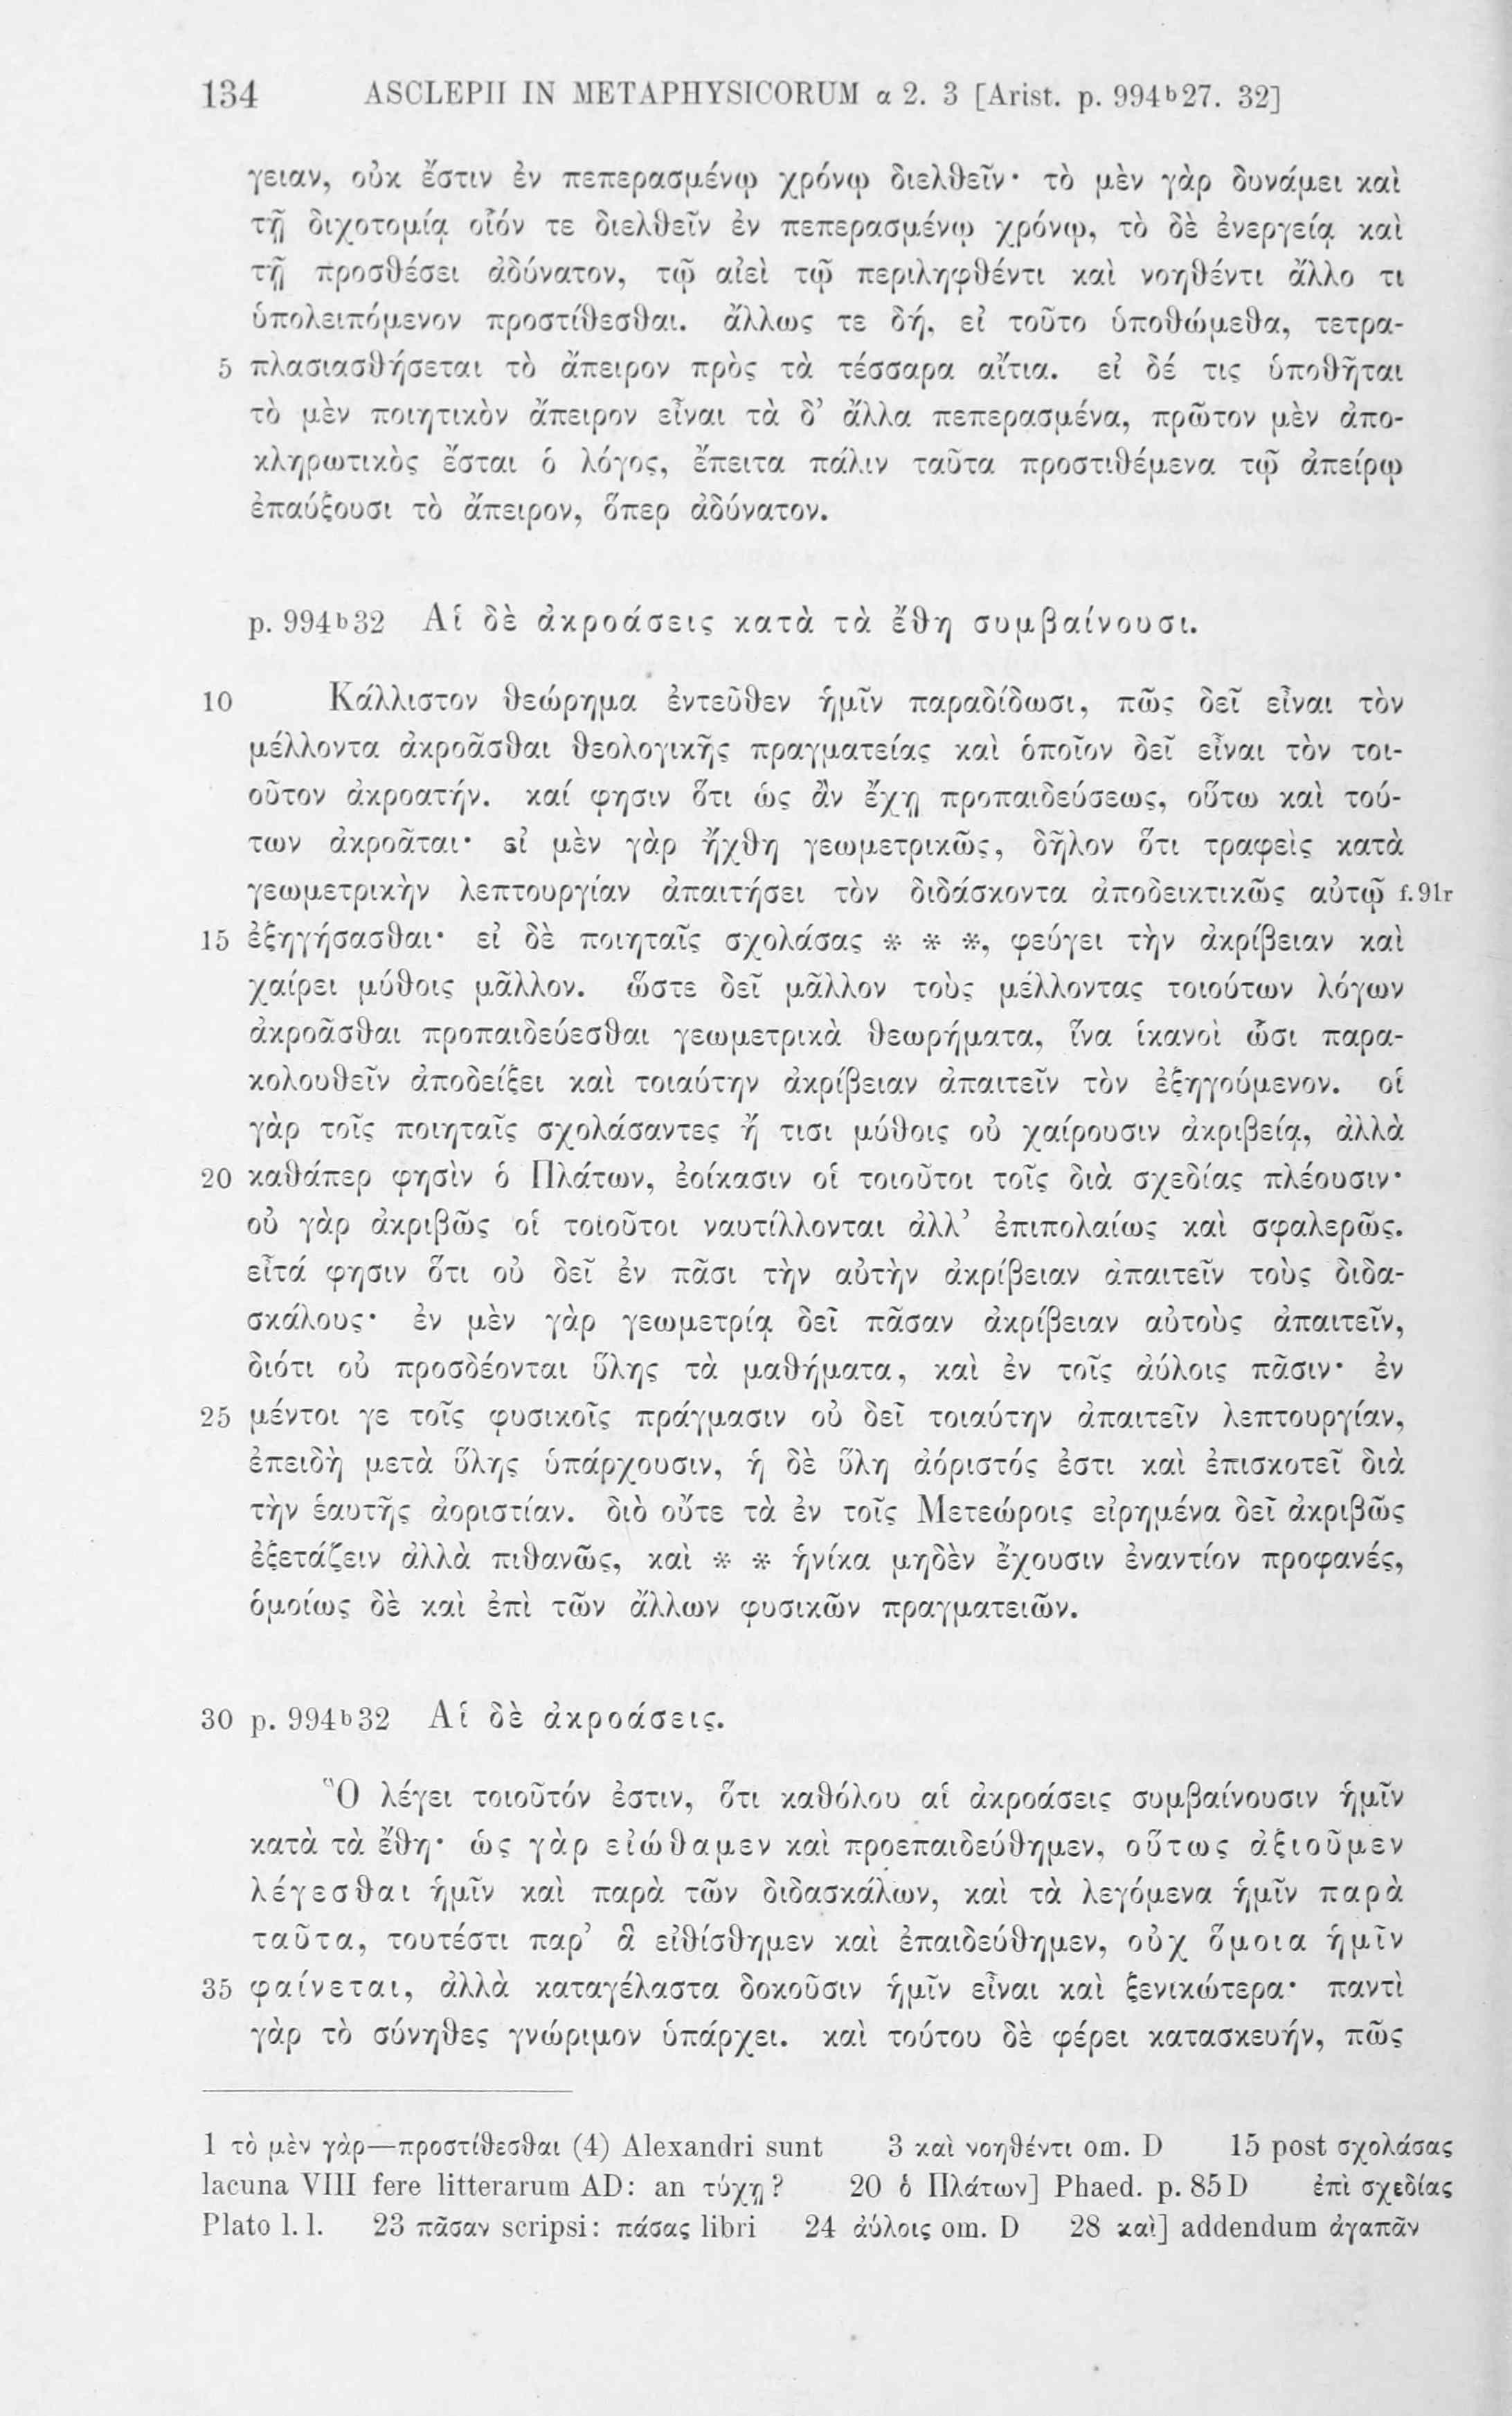 134 ASCLEPII IN METAPHYSICORUM α 2. 3 [Arist. p. 994ᵇ27. 32]
γειαν, οὐκ ἔστιν ἐν πεπερασμένῳ χρόνῳ διελθεῖν· τὸ μὲν γὰρ δυνάμει καὶ
τῇ διχοτομίᾳ οἷόν τε διελθεῖν ἐν πεπερασμένῳ χρόνῳ, τὸ δὲ ἐνεργείᾳ καὶ
τῇ προσθέσει ἀδύνατον, τῷ αἰεὶ τῷ περιληφθέντι καὶ νοηθέντι ἄλλο τι
ὑπολειπόμενον προστίθεσθαι. ἄλλως τε δή, εἰ τοῦτο ὑποθώμεθα, τετρα-
5 πλασιασθήσεται τὸ ἄπειρον πρὸς τὰ τέσσαρα αἴτια. εἰ δέ τις ὑποθῆται
τὸ μὲν ποιητικὸν ἄπειρον εἶναι τὰ δ’ ἄλλα πεπερασμένα, πρῶτον μὲν ἀπο-
κληρωτικὸς ἔσται ὁ λόγος, ἔπειτα πάλιν ταῦτα προστιθέμενα τῷ ἀπείρῳ
ἐπαύξουσι τὸ ἄπειρον, ὅπερ ἀδύνατον.
p. 994ᵇ32 Αἱ δὲ ἀκροάσεις κατὰ τὰ ἔθη συμβαίνουσι.
10 Κάλλιστον θεώρημα ἐντεῦθεν ἡμῖν παραδίδωσι, πῶς δεῖ εἶναι τὸν
μέλλοντα ἀκροᾶσθαι θεολογικῆς πραγματείας καὶ ὁποῖον δεῖ εἶναι τὸν τοι-
οῦτον ἀκροατήν. καί φησιν ὅτι ὡς ἂν ἔχῃ προπαιδεύσεως, οὕτω καὶ τού-
των ἀκροᾶται· εἰ μὲν γὰρ ἤχθη γεωμετρικῶς, δῆλον ὅτι τραφεὶς κατὰ
γεωμετρικὴν λεπτουργίαν ἀπαιτήσει τὸν διδάσκοντα ἀποδεικτικῶς αὐτῷ f. 91r
15 ἐξηγήσασθαι· εἰ δὲ ποιηταῖς σχολάσας * * *, φεύγει τὴν ἀκρίβειαν καὶ
χαίρει μύθοις μᾶλλον. ὥστε δεῖ μᾶλλον τοὺς μέλλοντας τοιούτων λόγων
ἀκροᾶσθαι προπαιδεύεσθαι γεωμετρικὰ θεωρήματα, ἵνα ἱκανοὶ ὦσι παρα-
κολουθεῖν ἀποδείξει καὶ τοιαύτην ἀκρίβειαν ἀπαιτεῖν τὸν ἐξηγούμενον. οἱ
γὰρ τοῖς ποιηταῖς σχολάσαντες ἤ τισι μύθοις οὐ χαίρουσιν ἀκριβείᾳ, ἀλλὰ
20 καθάπερ φησὶν ὁ Πλάτων, ἐοίκασιν οἱ τοιοῦτοι τοῖς διὰ σχεδίας πλέουσιν·
οὐ γὰρ ἀκριβῶς οἱ τοιοῦτοι ναυτίλλονται ἀλλ’ ἐπιπολαίως καὶ σφαλερῶς.
εἶτά φησιν ὅτι οὐ δεῖ ἐν πᾶσι τὴν αὐτὴν ἀκρίβειαν ἀπαιτεῖν τοὺς διδα-
σκάλους· ἐν μὲν γὰρ γεωμετρίᾳ δεῖ πᾶσαν ἀκρίβειαν αὐτοὺς ἀπαιτεῖν,
διότι οὐ προσδέονται ὕλης τὰ μαθήματα, καὶ ἐν τοῖς ἀύλοις πᾶσιν· ἐν
25 μέντοι γε τοῖς φυσικοῖς πράγμασιν οὐ δεῖ τοιαύτην ἀπαιτεῖν λεπτουργίαν,
ἐπειδὴ μετὰ ὕλης ὑπάρχουσιν, ἡ δὲ ὕλη ἀόριστός ἐστι καὶ ἐπισκοτεῖ διὰ
τὴν ἑαυτῆς ἀοριστίαν. διὸ οὔτε τὰ ἐν τοῖς Μετεώροις εἰρημένα δεῖ ἀκριβῶς
ἐξετάζειν ἀλλὰ πιθανῶς, καὶ * * ἡνίκα μηδὲν ἔχουσιν ἐναντίον προφανές,
ὁμοίως δὲ καὶ ἐπὶ τῶν ἄλλων φυσικῶν πραγματειῶν.
30 p. 994ᵇ32 Αἱ δὲ ἀκροάσεις.
Ὃ λέγει τοιοῦτόν ἐστιν, ὅτι καθόλου αἱ ἀκροάσεις συμβαίνουσιν ἡμῖν
κατὰ τὰ ἔθη· ὡς γὰρ εἰώθαμεν καὶ προεπαιδεύθημεν, οὕτως ἀξιοῦμεν
λέγεσθαι ἡμῖν καὶ παρὰ τῶν διδασκάλων, καὶ τὰ λεγόμενα ἡμῖν παρὰ
ταῦτα, τουτέστι παρ’ ἃ εἰθίσθημεν καὶ ἐπαιδεύθημεν, οὐχ ὅμοια ἡμῖν
35 φαίνεται, ἀλλὰ καταγέλαστα δοκοῦσιν ἡμῖν εἶναι καὶ ξενικώτερα· παντὶ
γὰρ τὸ σύνηθες γνώριμον ὑπάρχει. καὶ τούτου δὲ φέρει κατασκευήν, πῶς
1 τὸ μὲν γὰρ—προστίθεσθαι (4) Alexandri sunt 3 καὶ νοηθέντι om. D 15 post σχολάσας
lacuna VIII fere litterarum AD: an τύχῃ? 20 ὁ Πλάτων] Phaed. p. 85 D ἐπὶ σχεδίας
Plato l. l. 23 πᾶσαν scripsi: πάσας libri 24 ἀύλοις om. D 28 καὶ] addendum ἀγαπᾶν